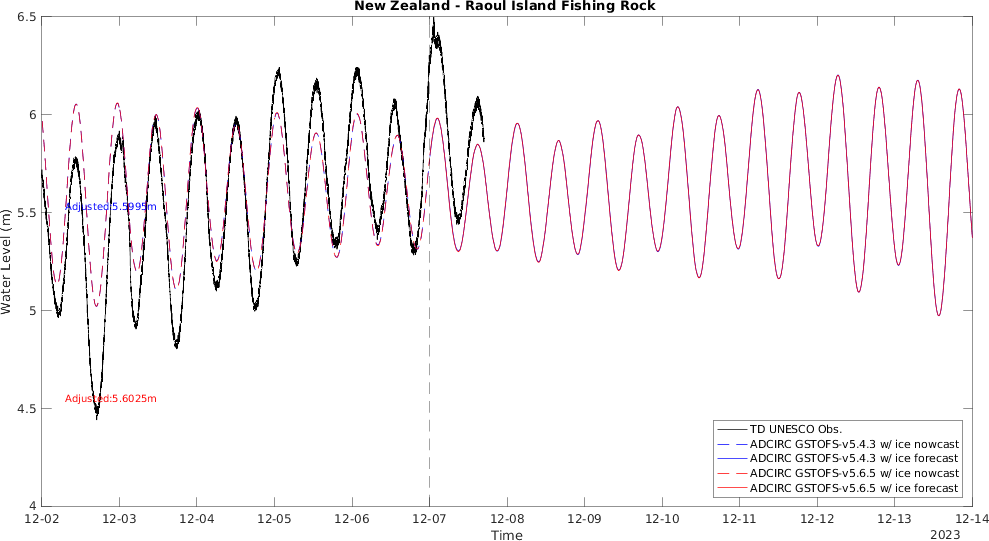 New Zealand - Raoul Island Fishing Rock
6.5
6
5.5
5
4.5
4
Water Level (m)
Adjusted:5.5995m
Adjusted:5.6025m
TD UNESCO Obs.
ADCIRC GSTOFS-v5.4.3 w/ ice nowcast
ADCIRC GSTOFS-v5.4.3 w/ ice forecast
ADCIRC GSTOFS-v5.6.5 w/ ice nowcast
ADCIRC GSTOFS-v5.6.5 w/ ice forecast
12-02 12-03 12-04 12-05 12-06 12-07 12-08 12-09 12-10 12-11 12-12 12-13 12-14
Time
2023